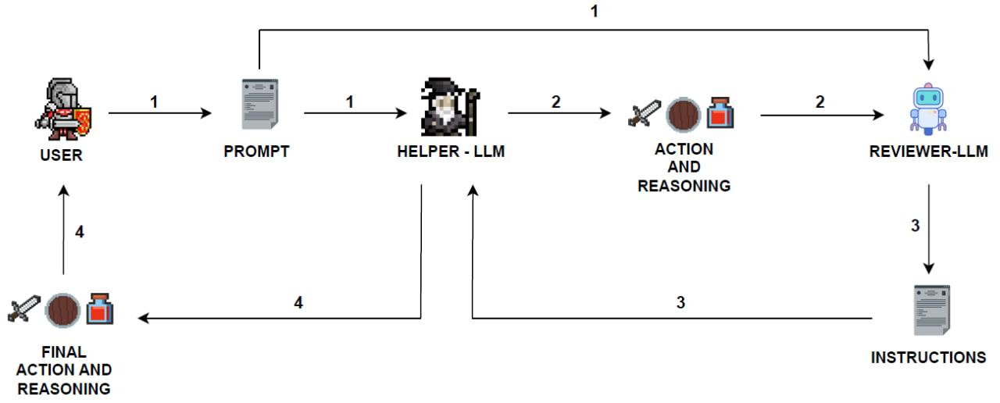 1
1
1
2
2
USER
PROMPT
HELPER - LLM
ACTION
AND
REASONING
REVIEWER-LLM
4
3
4
3
FINAL
ACTION AND
REASONING
INSTRUCTIONS